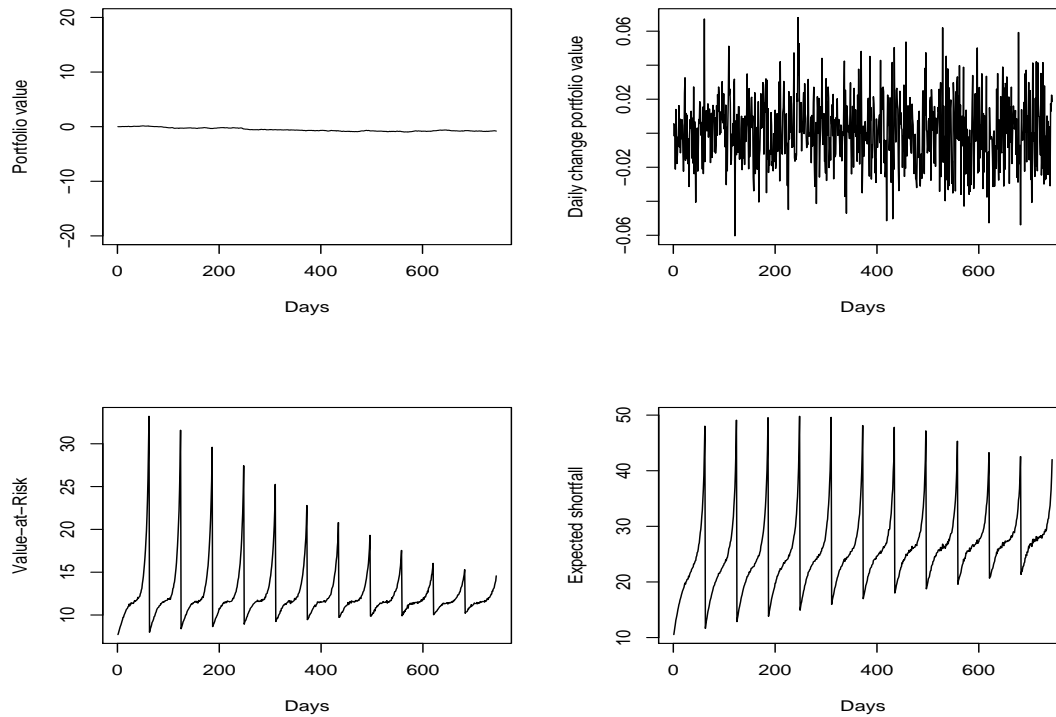 Portfolio value
20
10
0
−10
−20
0 200 400 600
Days
Daily change portfolio value
0.06
0.02
−0.02
−0.06
0 200 400 600
Days
Value−at−Risk
30
25
20
15
10
0 200 400 600
Days
Expected shortfall
50
40
30
20
10
0 200 400 600
Days